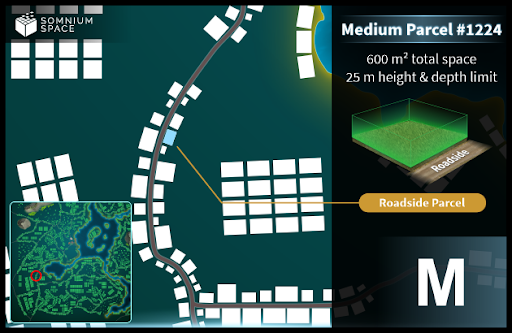 SOMNIUM
SPACE
Medium Parcel #1224
600 m² total space
25 m height & depth limit
Roadside
Roadside Parcel
M